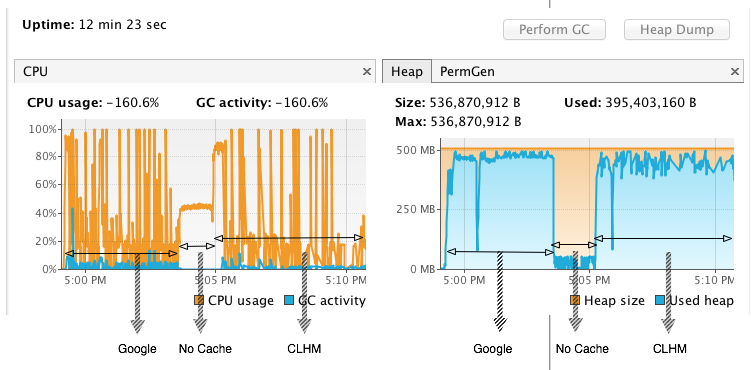 Uptime: 12 min 23 sec
Perform GC
Heap Dump
CPU
Heap
PermGen
CPU usage: -160.6%
GC activity: -160.6%
Size: 536,870,912 B
Used: 395,403,160 B
Max: 536,870,912 B
100%
80%
60%
40%
20%
0%
5:00 PM
5:05 PM
5:10 PM
CPU usage
GC activity
500 MB
250 MB
0 MB
5:00 PM
5:05 PM
5:10 PM
Heap size
Used heap
Google
No Cache
CLHM
Google
No Cache
CLHM